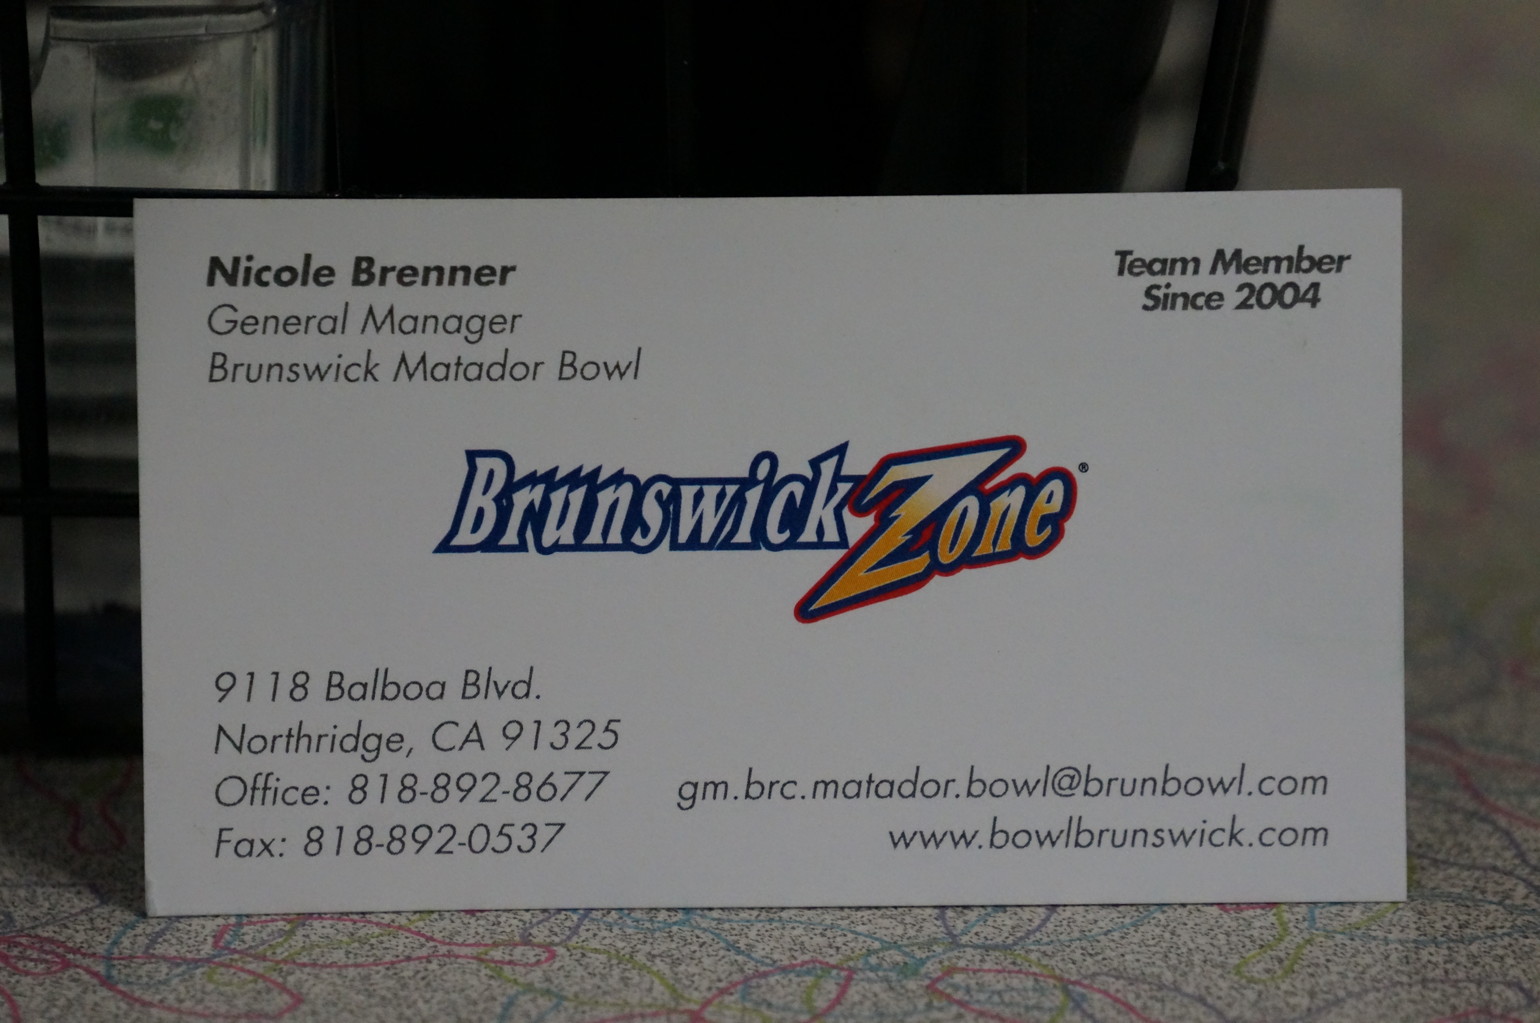 Nicole Brenner
General Manager
Brunswick Matador Bowl
Team Member
Since 2004
Brunswick Zone®
9118 Balboa Blvd.
Northridge, CA 91325
Office: 818-892-8677
Fax: 818-892-0537
gm.brc.matador.bowl@brunbowl.com
www.bowlbrunswick.com